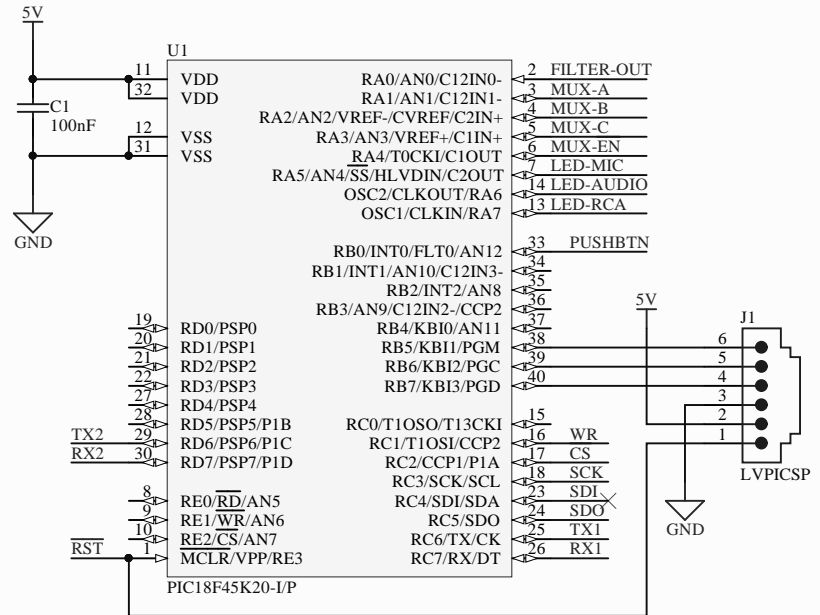 5V
U1
11 VDD
32 VDD
C1
100nF
12 VSS
31 VSS
GND
RA0/AN0/C12IN0- 2 FILTER-OUT
RA1/AN1/C12IN1- 3 MUX-A
RA2/AN2/VREF-/CVREF/C2IN+ 4 MUX-B
RA3/AN3/VREF+/C1IN+ 5 MUX-C
RA4/T0CKI/C1OUT 6 MUX-EN
RA5/AN4/SS/HLVDIN/C2OUT 7 LED-MIC
OSC2/CLKOUT/RA6 14 LED-AUDIO
OSC1/CLKIN/RA7 13 LED-RCA
RB0/INT0/FLT0/AN12 33 PUSHBTN
RB1/INT1/AN10/C12IN3- 34
RB2/INT2/AN8 35
RB3/AN9/C12IN2-/CCP2 36
RB4/KBI0/AN11 37
RB5/KBI1/PGM 38
RB6/KBI2/PGC 39
RB7/KBI3/PGD 40
19 RD0/PSP0
20 RD1/PSP1
21 RD2/PSP2
22 RD3/PSP3
27 RD4/PSP4
28 RD5/PSP5/P1B
TX2 29 RD6/PSP6/P1C
RX2 30 RD7/PSP7/P1D
RC0/T1OSO/T13CKI 15
RC1/T1OSI/CCP2 16 WR
RC2/CCP1/P1A 17 CS
RC3/SCK/SCL 18 SCK
RC4/SDI/SDA 23 SDI
RC5/SDO 24 SDO
RC6/TX/CK 25 TX1
RC7/RX/DT 26 RX1
8 RE0/RD/AN5
9 RE1/WR/AN6
10 RE2/CS/AN7
RST 1 MCLR/VPP/RE3
PIC18F45K20-I/P
5V
J1
6
5
4
3
2
1
LVPICSP
GND